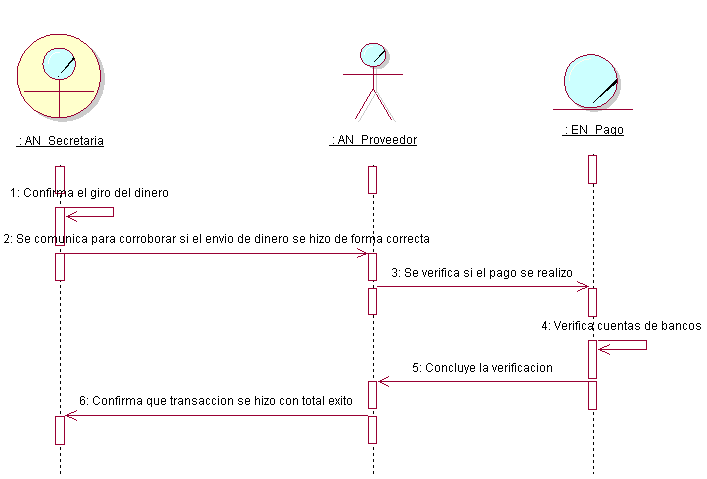 : AN_Secretaria
: AN_Proveedor
: EN_Pago
1: Confirma el giro del dinero
2: Se comunica para corroborar si el envio de dinero se hizo de forma correcta
3: Se verifica si el pago se realizo
4: Verifica cuentas de bancos
5: Concluye la verificacion
6: Confirma que transaccion se hizo con total exito